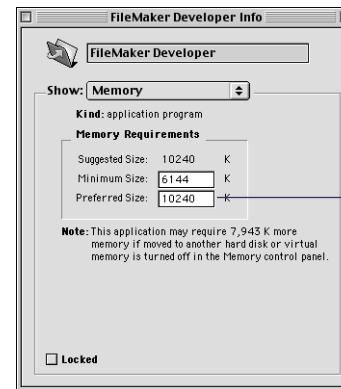 FileMaker Developer Info
FileMaker Developer
Show: Memory
Kind: application program
Memory Requirements
Suggested Size: 10240 K
Minimum Size: 6144 K
Preferred Size: 10240 K
Note: This application may require 7,943 K more
memory if moved to another hard disk or virtual
memory is turned off in the Memory control panel.
Locked